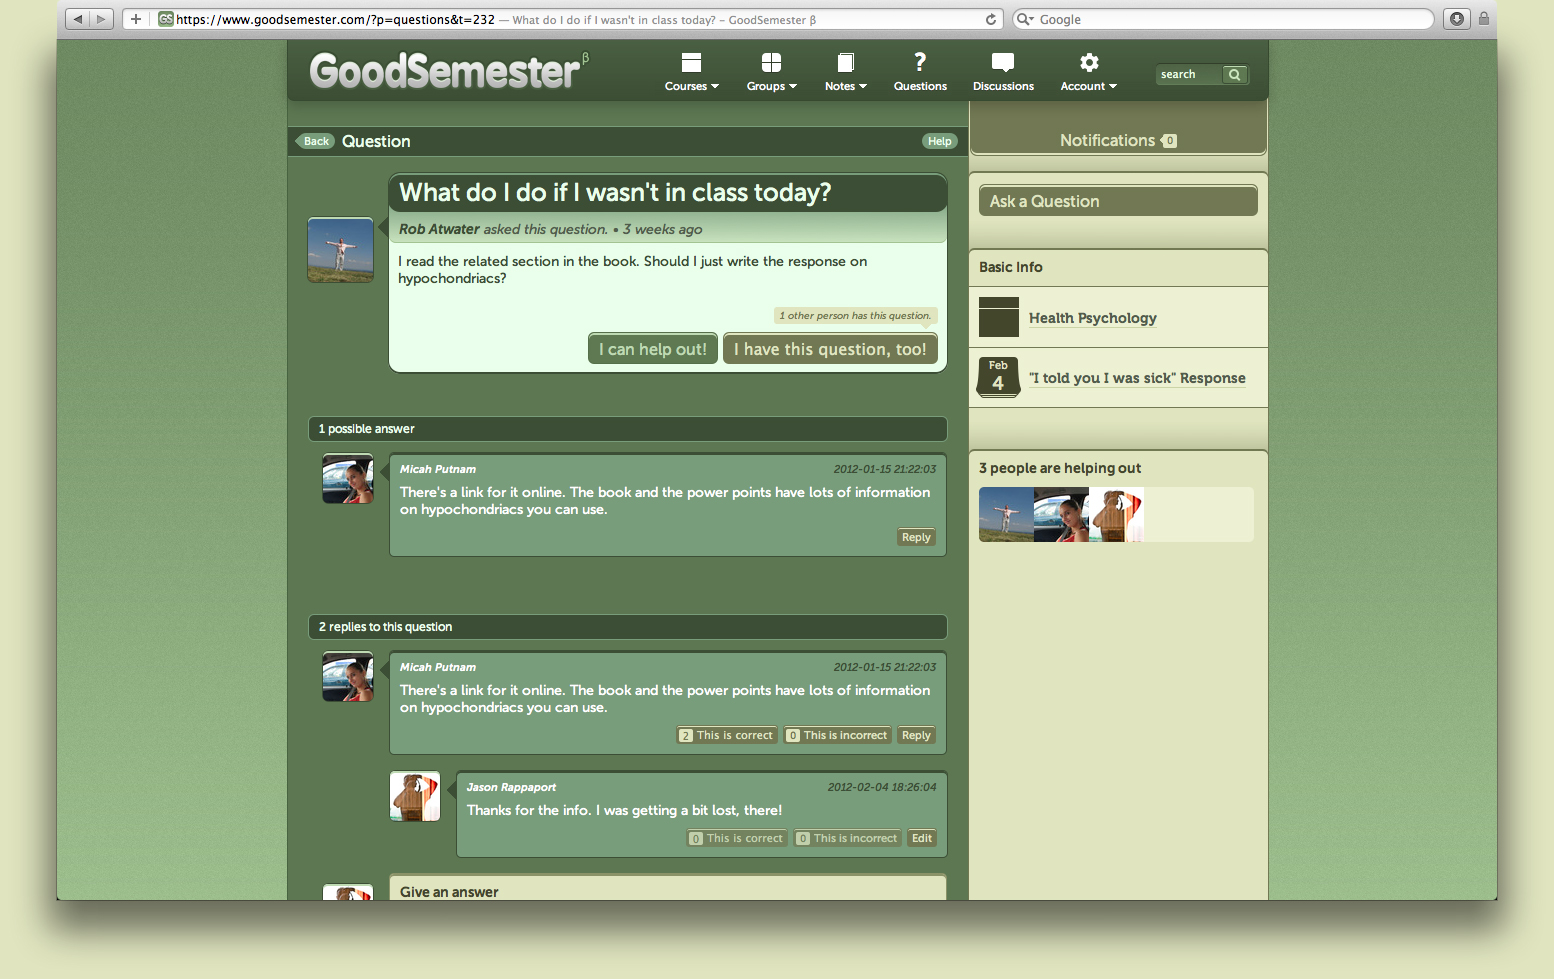 https://www.goodsemester.com/?p=questions&t=232 — What do I do if I wasn't in class today? – GoodSemester β
Google
GoodSemester β
Courses
Groups
Notes
Questions
Discussions
Account
search
Back
Question
Help
Notifications 0
What do I do if I wasn't in class today?
Rob Atwater asked this question. • 3 weeks ago
I read the related section in the book. Should I just write the response on
hypochondriacs?
1 other person has this question.
I can help out!
I have this question, too!
Ask a Question
Basic Info
Health Psychology
Feb
4
"I told you I was sick" Response
3 people are helping out
1 possible answer
Micah Putnam 2012-01-15 21:22:03
There's a link for it online. The book and the power points have lots of information
on hypochondriacs you can use.
Reply
2 replies to this question
Micah Putnam 2012-01-15 21:22:03
There's a link for it online. The book and the power points have lots of information
on hypochondriacs you can use.
2 This is correct 0 This is incorrect Reply
Jason Rappaport 2012-02-04 18:26:04
Thanks for the info. I was getting a bit lost, there!
0 This is correct 0 This is incorrect Edit
Give an answer